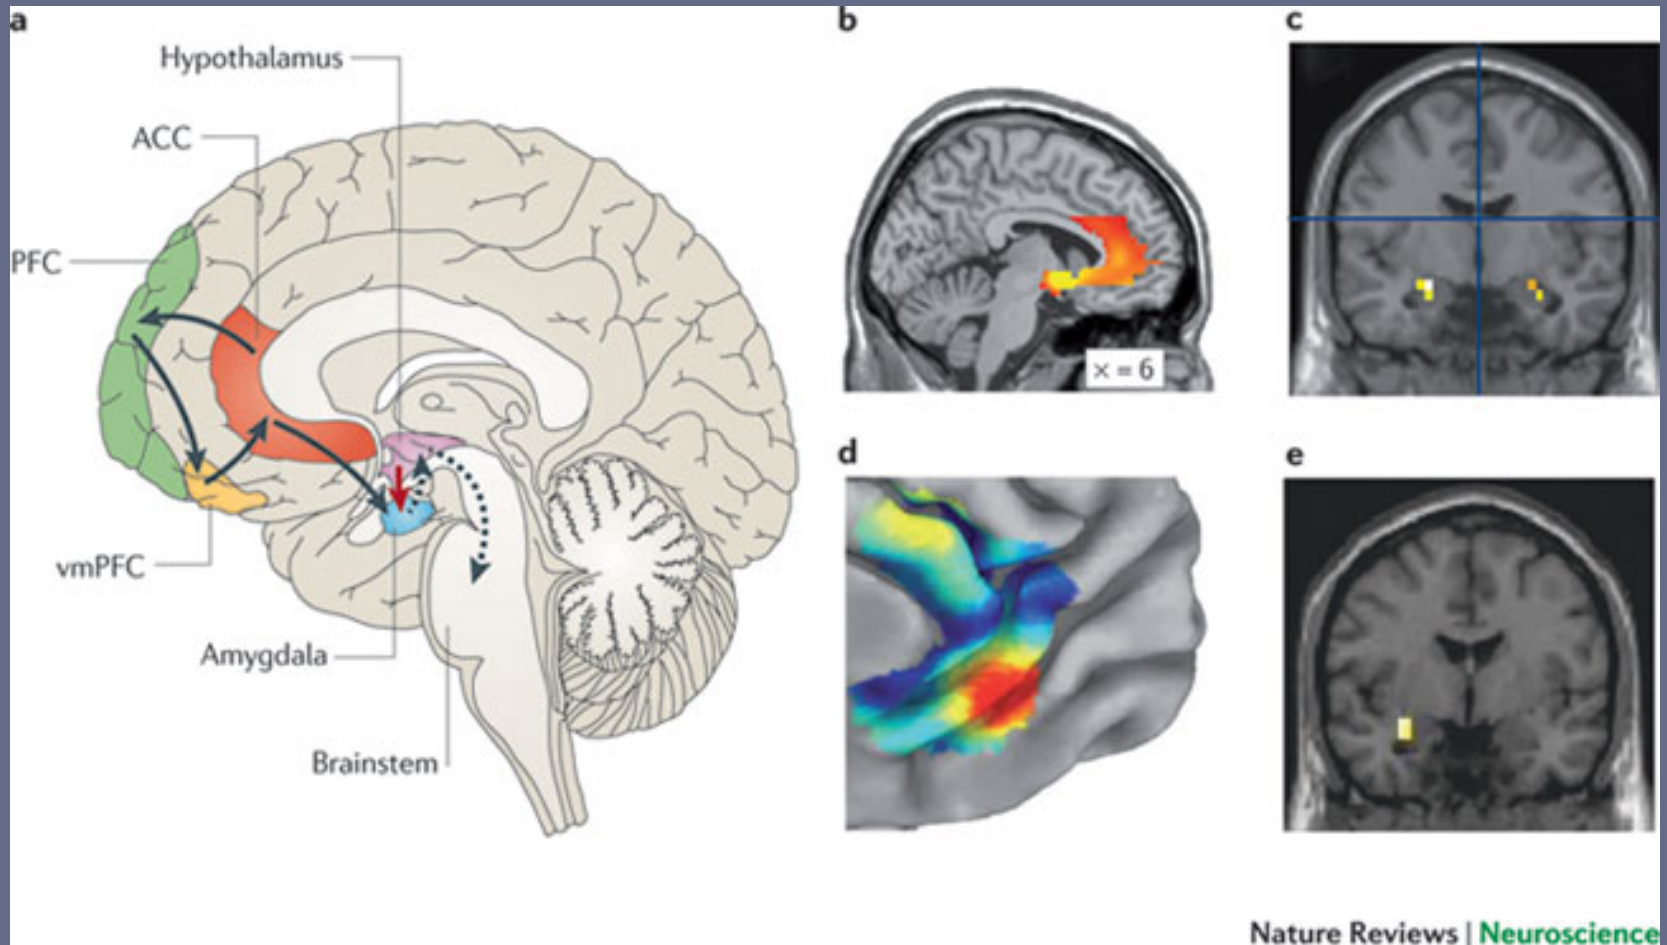 a
Hypothalamus
ACC
PFC
vmPFC
Amygdala
Brainstem
b
x = 6
c
d
e
Nature Reviews | Neuroscience